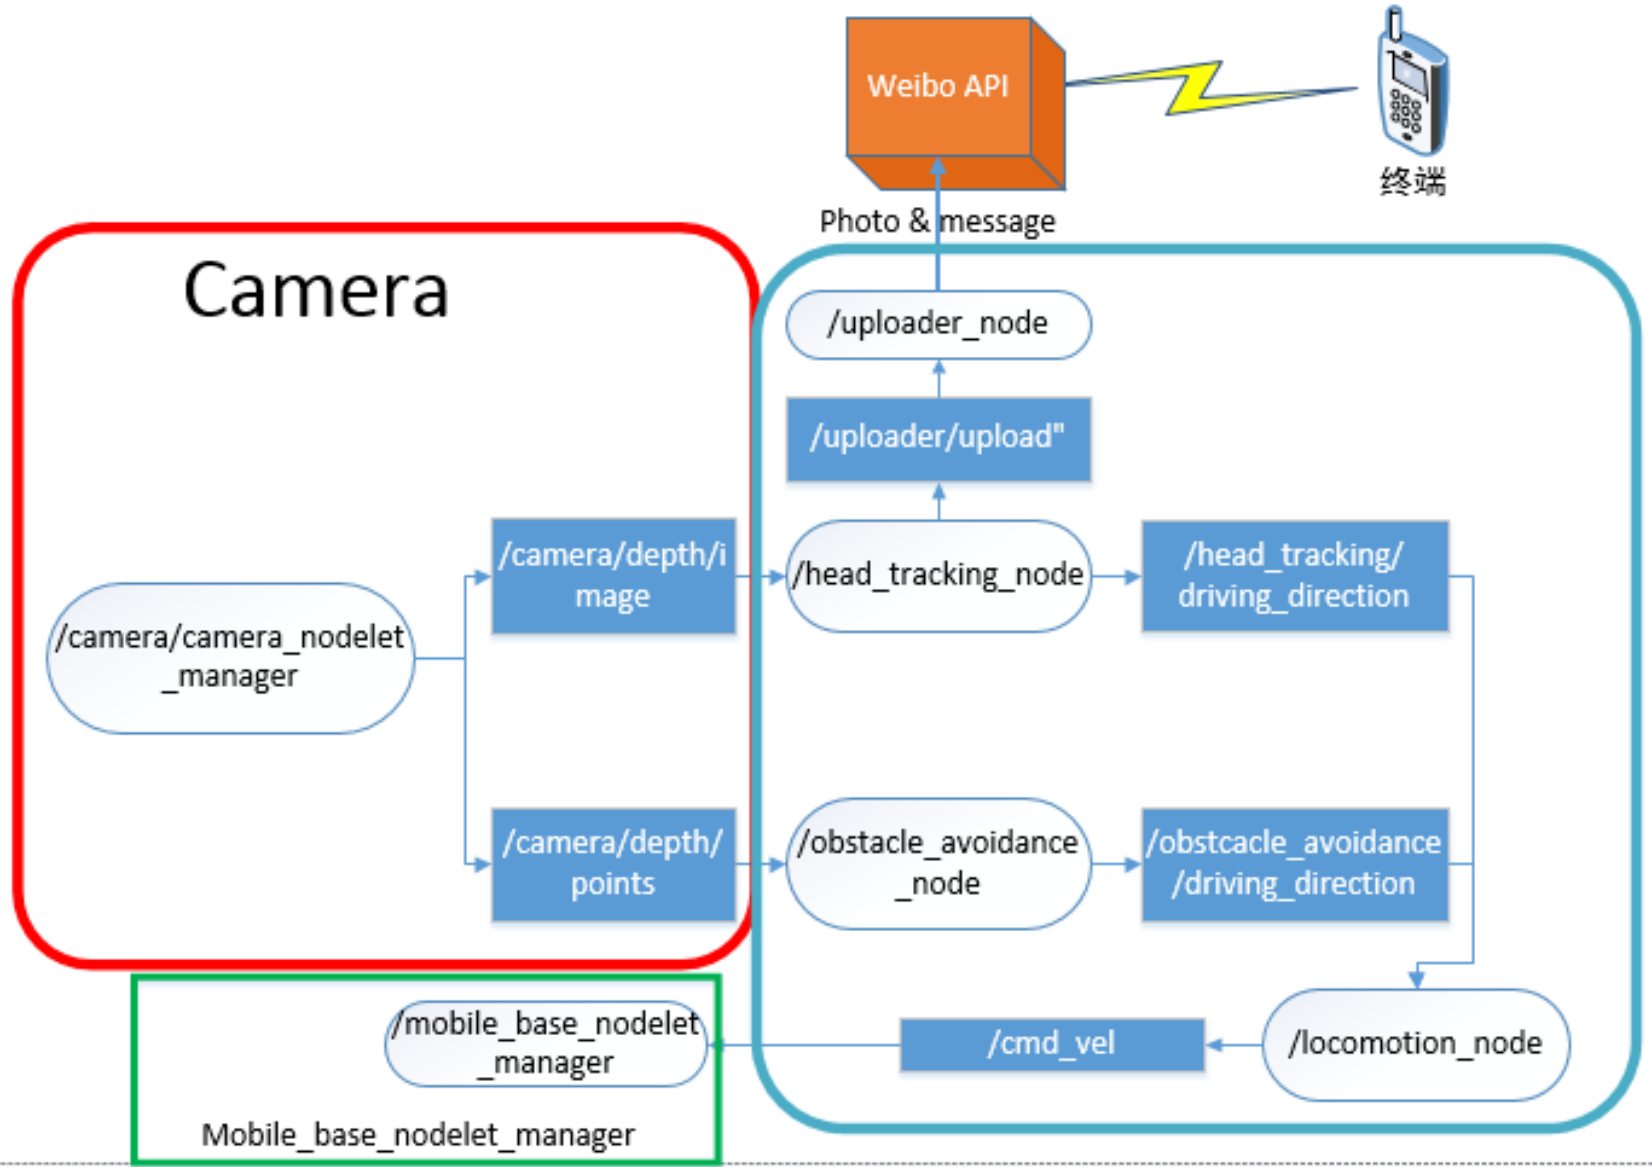 Weibo API
终端
Photo & message
Camera
/uploader_node
/uploader/upload"
/camera/depth/i
mage
/head_tracking_node
/head_tracking/
driving_direction
/camera/camera_nodelet
_manager
/camera/depth/
points
/obstacle_avoidance
_node
/obstcacle_avoidance
/driving_direction
/mobile_base_nodelet
_manager
/cmd_vel
/locomotion_node
Mobile_base_nodelet_manager